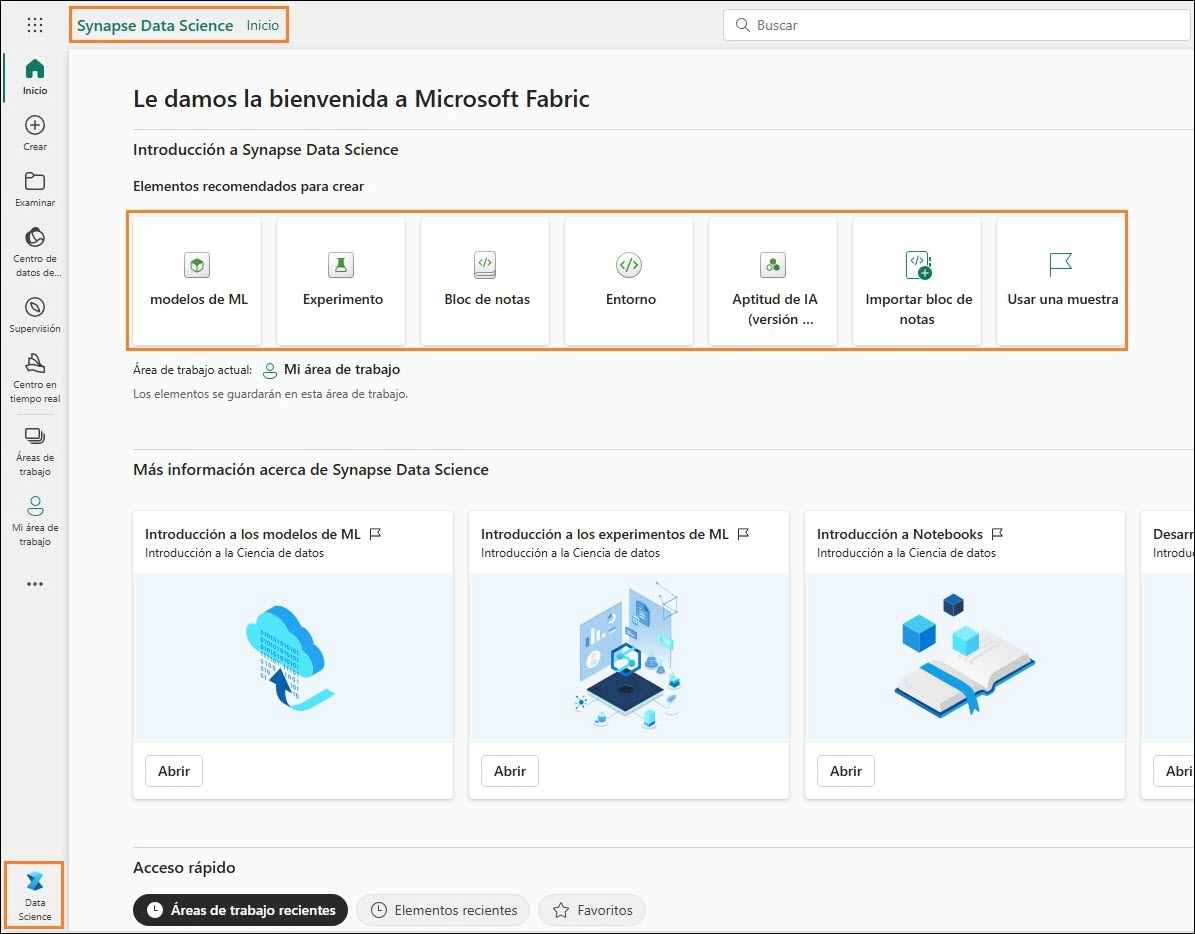 Synapse Data Science Inicio
Buscar
Inicio
Crear
Examinar
Centro de
datos de...
Supervisión
Centro en
tiempo real
Áreas de
trabajo
Mi área de
trabajo
Data
Science
Le damos la bienvenida a Microsoft Fabric
Introducción a Synapse Data Science
Elementos recomendados para crear
modelos de ML
Experimento
Bloc de notas
Entorno
Aptitud de IA
(versión ...
Importar bloc de
notas
Usar una muestra
Área de trabajo actual: Mi área de trabajo
Los elementos se guardarán en esta área de trabajo.
Más información acerca de Synapse Data Science
Introducción a los modelos de ML
Introducción a la Ciencia de datos
Abrir
Introducción a los experimentos de ML
Introducción a la Ciencia de datos
Abrir
Introducción a Notebooks
Introducción a la Ciencia de datos
Abrir
Desarr
Introdu
Abri
Acceso rápido
Áreas de trabajo recientes
Elementos recientes
Favoritos